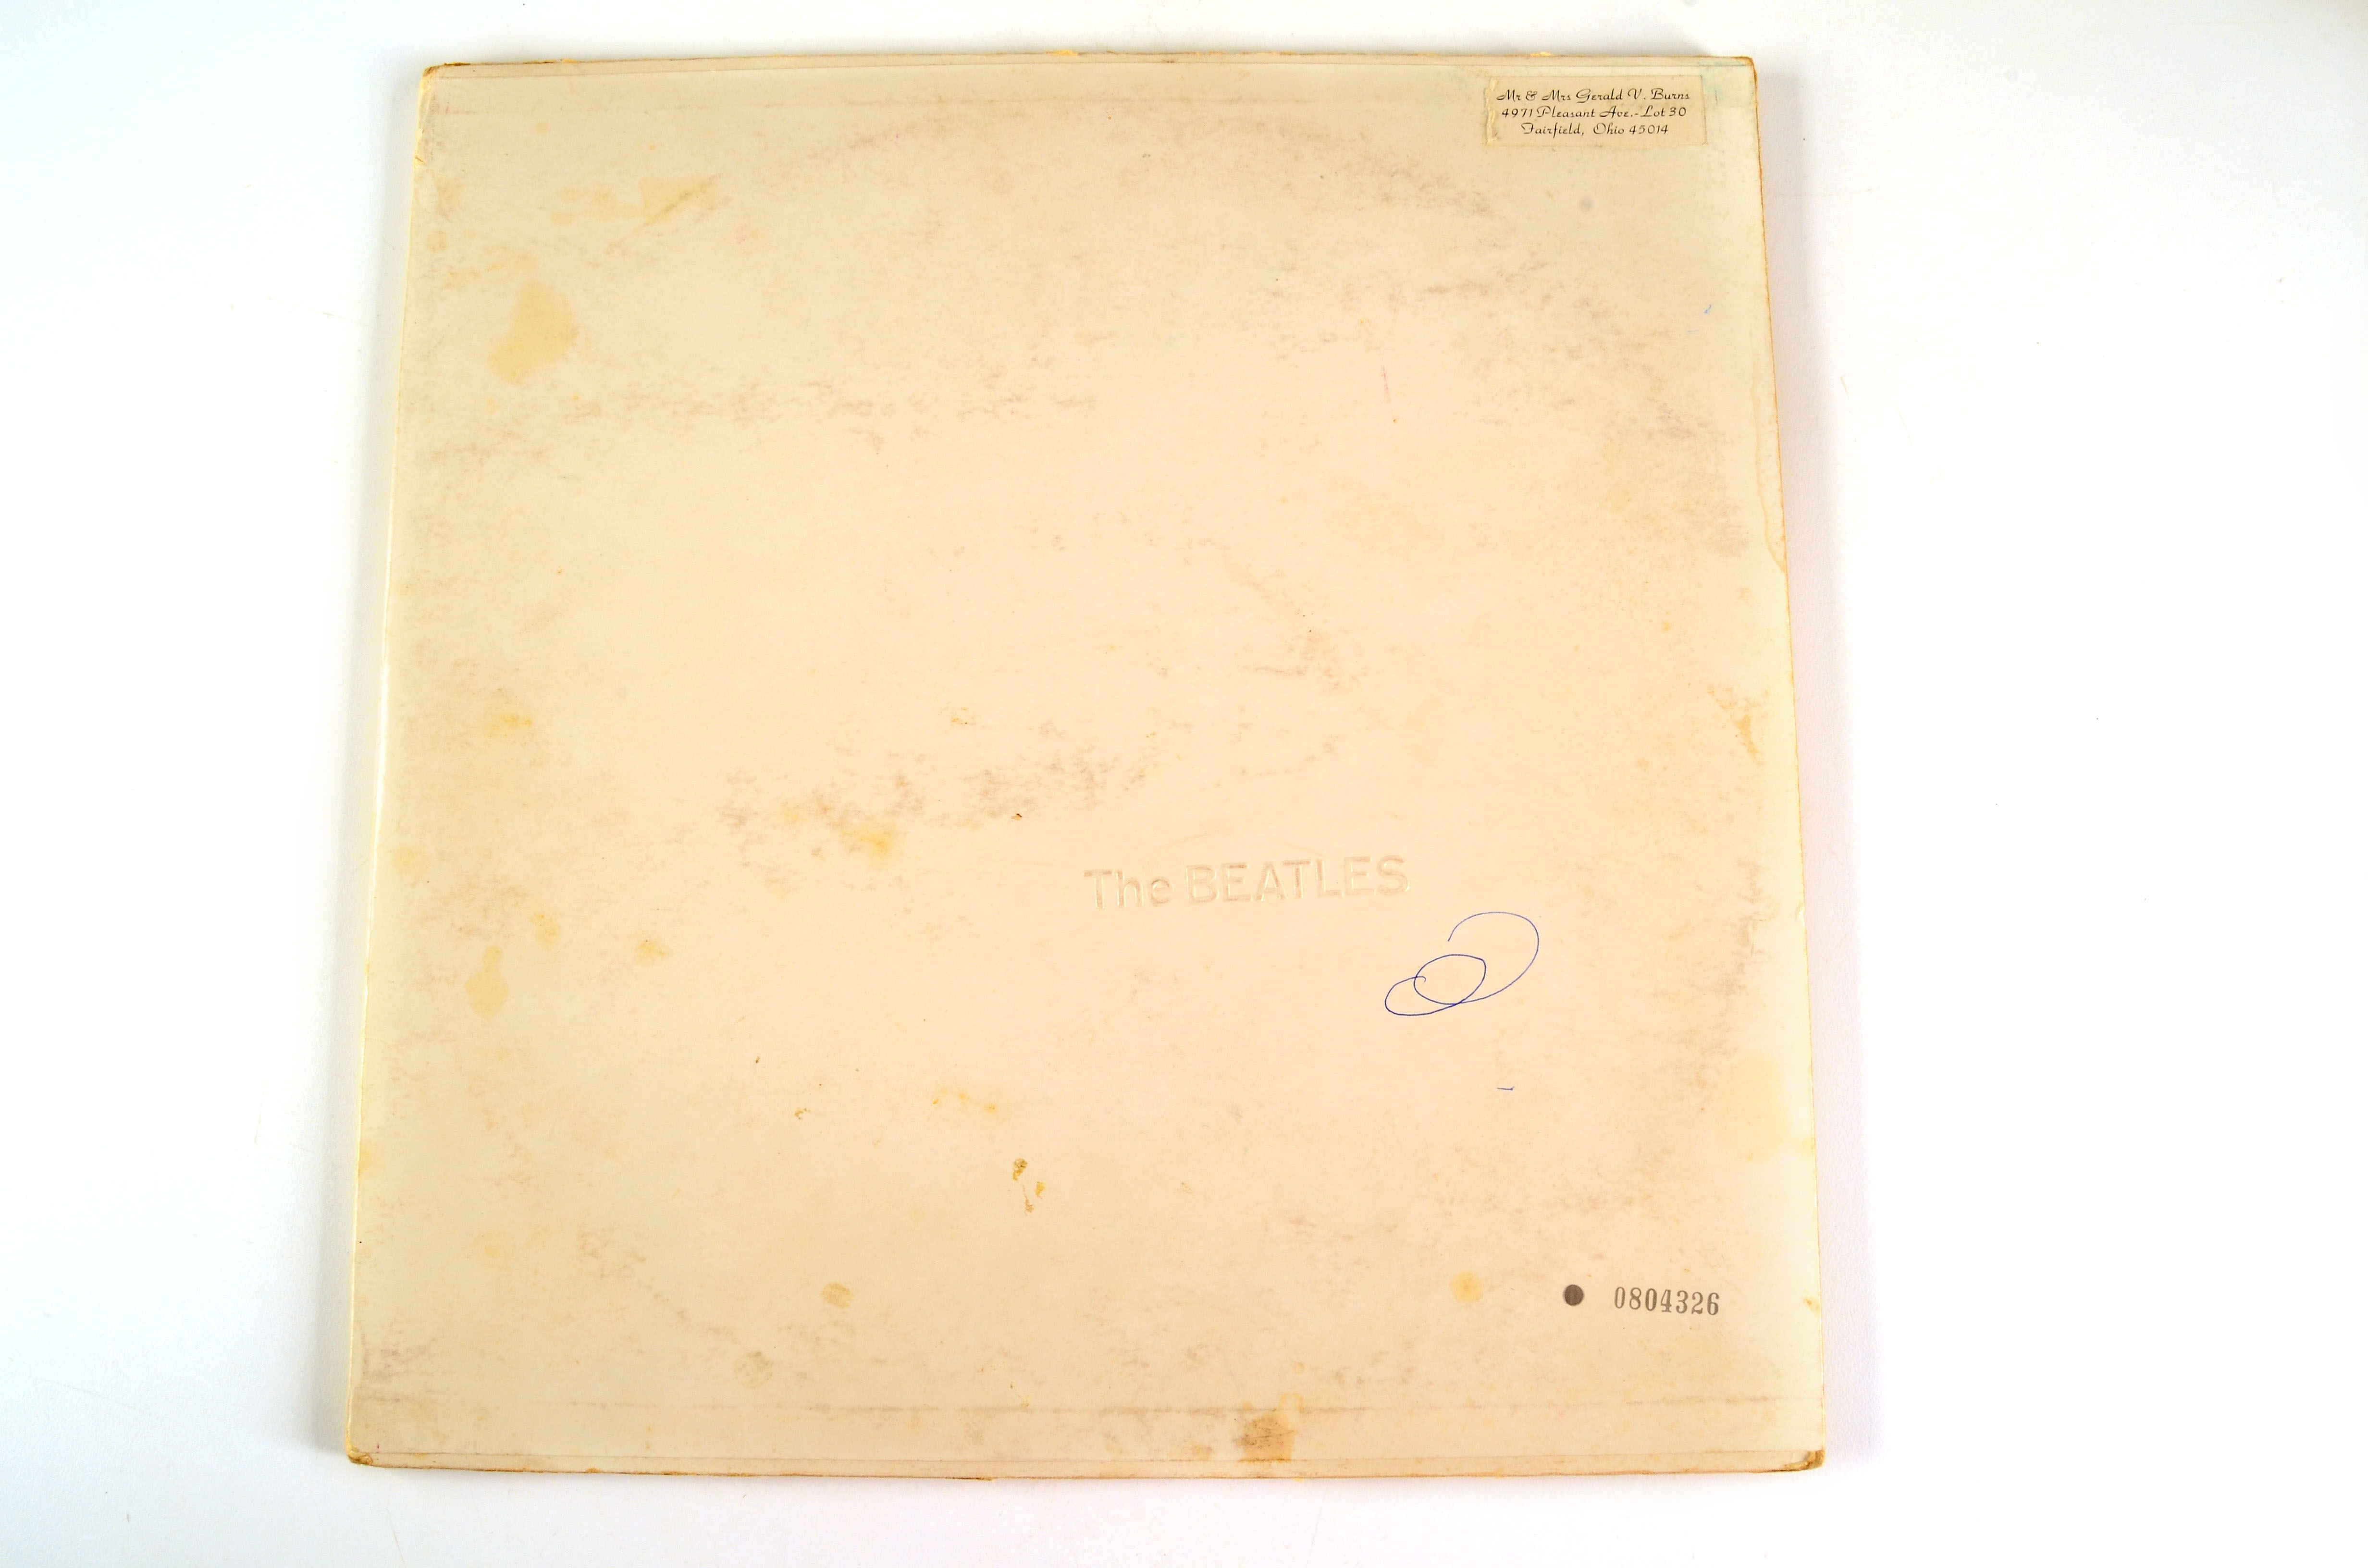 Mr & Mrs Gerald V. Burns
4971 Pleasant Ave.-Lot 30
Fairfield, Ohio 45014
The BEATLES
0804326